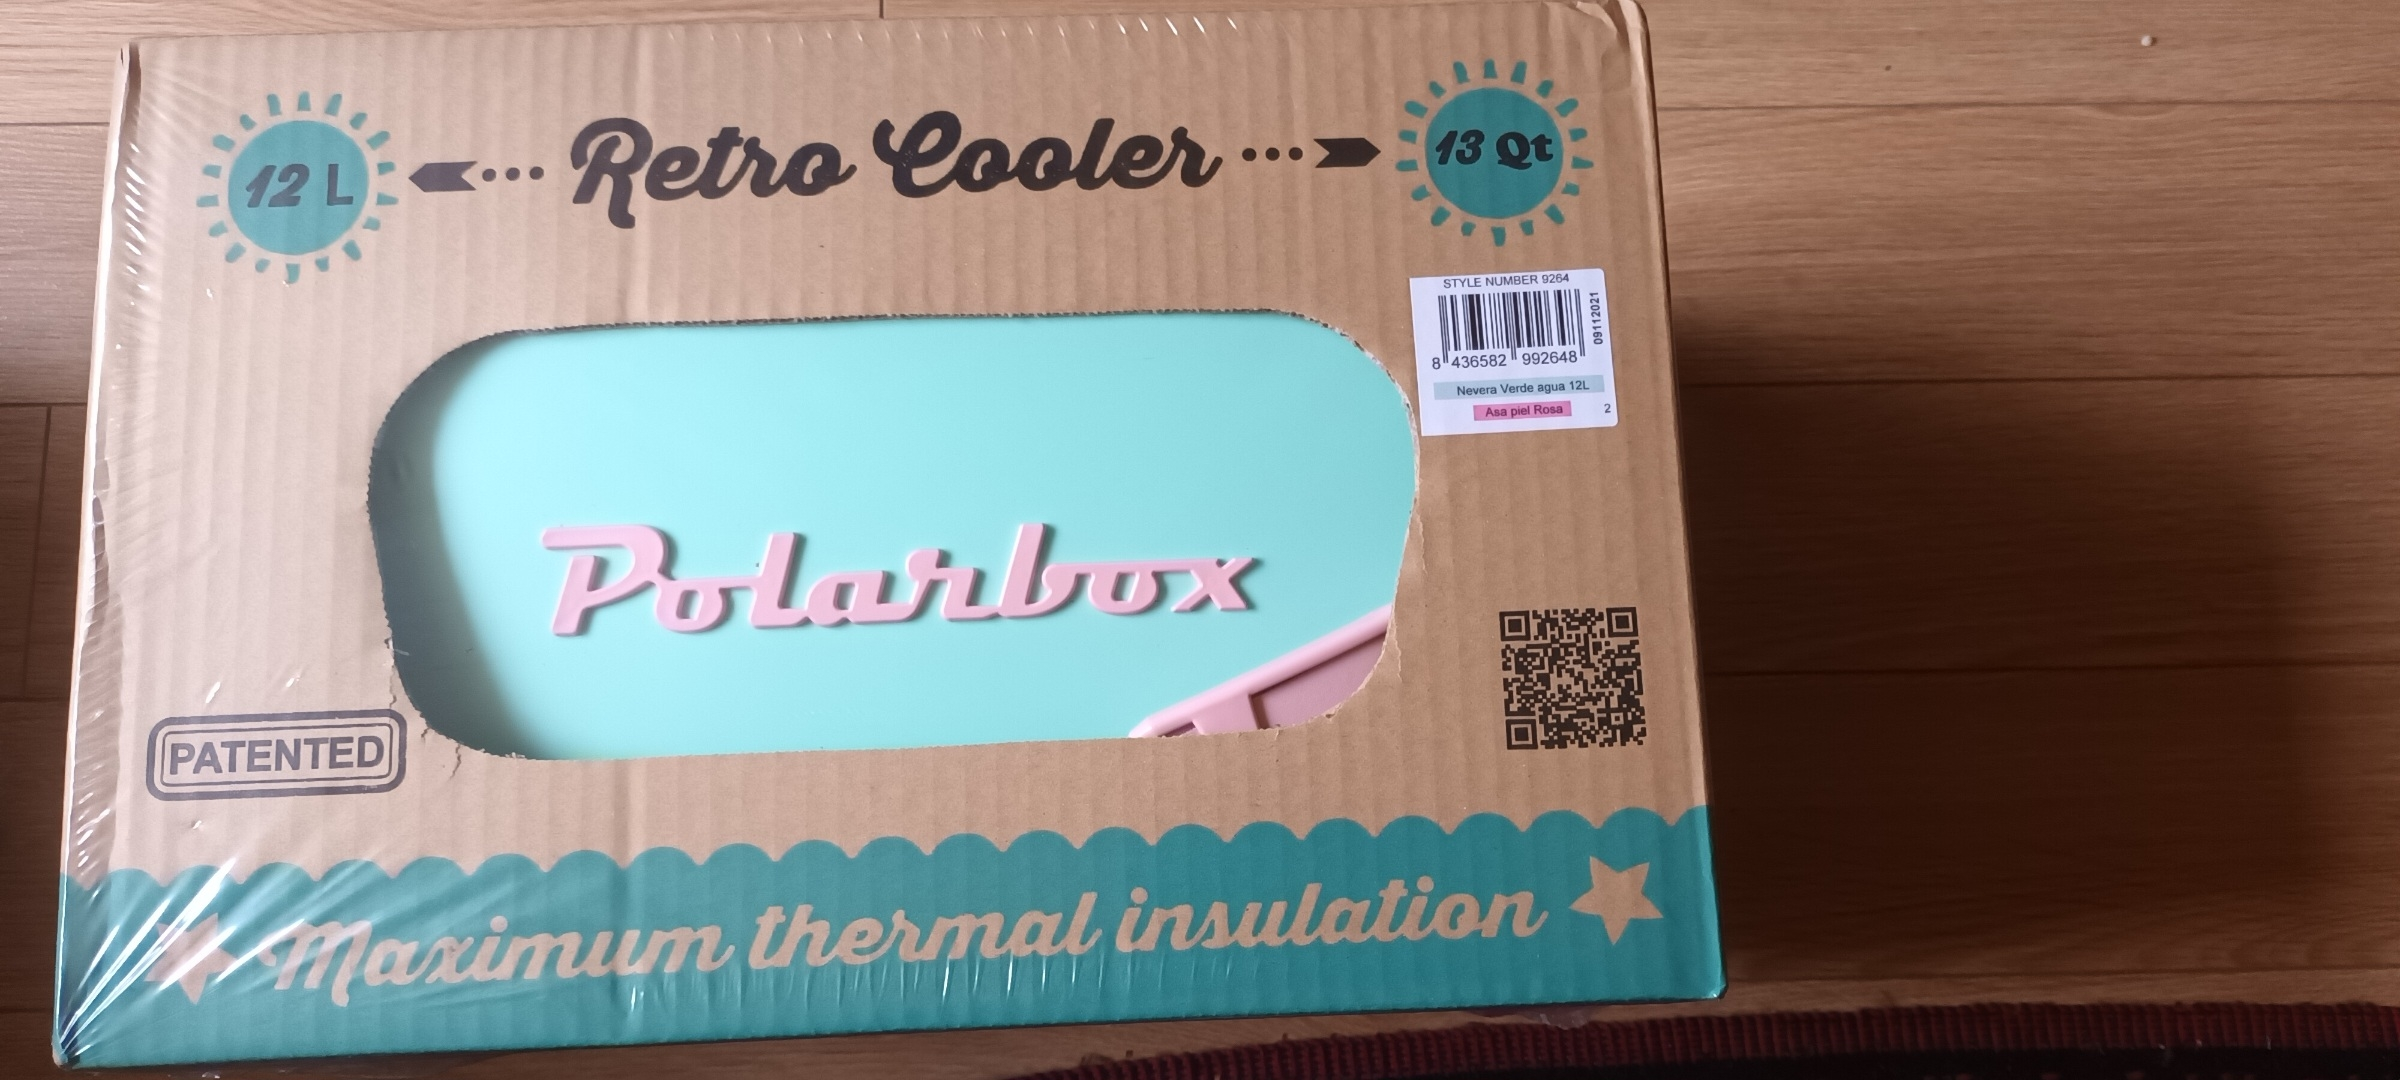 12 L
Retro Cooler
13 Qt
STYLE NUMBER 9264
09112021
8 436582 992648
Nevera Verde agua 12L
Asa piel Rosa
2
Polarbox
PATENTED
Maximum thermal insulation